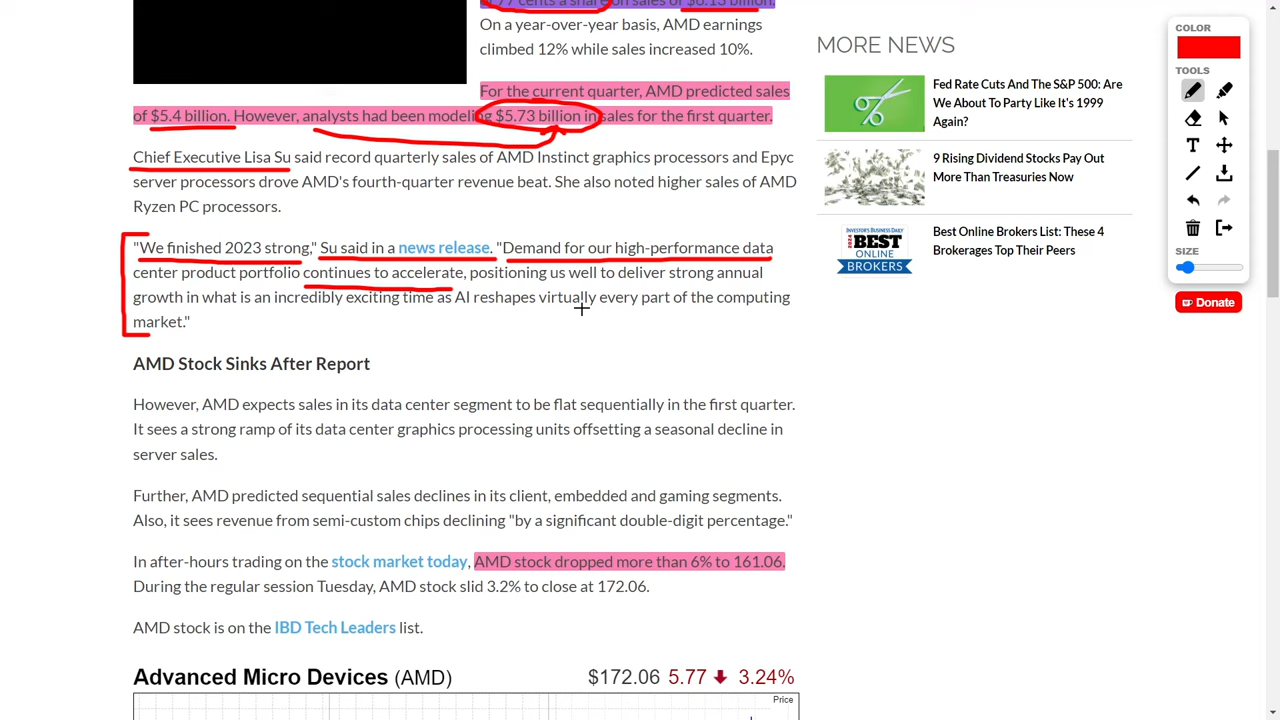 of 77 cents a share on sales of $6.13 billion.
On a year-over-year basis, AMD earnings
climbed 12% while sales increased 10%.
For the current quarter, AMD predicted sales
of $5.4 billion. However, analysts had been modeling $5.73 billion in sales for the first quarter.
Chief Executive Lisa Su said record quarterly sales of AMD Instinct graphics processors and Epyc
server processors drove AMD's fourth-quarter revenue beat. She also noted higher sales of AMD
Ryzen PC processors.
"We finished 2023 strong," Su said in a news release. "Demand for our high-performance data
center product portfolio continues to accelerate, positioning us well to deliver strong annual
growth in what is an incredibly exciting time as AI reshapes virtually every part of the computing
market."
AMD Stock Sinks After Report
However, AMD expects sales in its data center segment to be flat sequentially in the first quarter.
It sees a strong ramp of its data center graphics processing units offsetting a seasonal decline in
server sales.
Further, AMD predicted sequential sales declines in its client, embedded and gaming segments.
Also, it sees revenue from semi-custom chips declining "by a significant double-digit percentage."
In after-hours trading on the stock market today, AMD stock dropped more than 6% to 161.06.
During the regular session Tuesday, AMD stock slid 3.2% to close at 172.06.
AMD stock is on the IBD Tech Leaders list.
Advanced Micro Devices (AMD) $172.06 5.77 3.24%
Price
MORE NEWS
Fed Rate Cuts And The S&P 500: Are
We About To Party Like It's 1999
Again?
9 Rising Dividend Stocks Pay Out
More Than Treasuries Now
INVESTOR'S BUSINESS DAILY
2024
BEST
ONLINE
BROKERS
Best Online Brokers List: These 4
Brokerages Top Their Peers
COLOR
TOOLS
T
SIZE
Donate